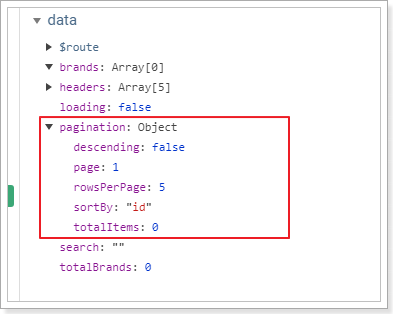 data
$route
brands: Array[0]
headers: Array[5]
loading: false
pagination: Object
descending: false
page: 1
rowsPerPage: 5
sortBy: "id"
totalItems: 0
search: ""
totalBrands: 0